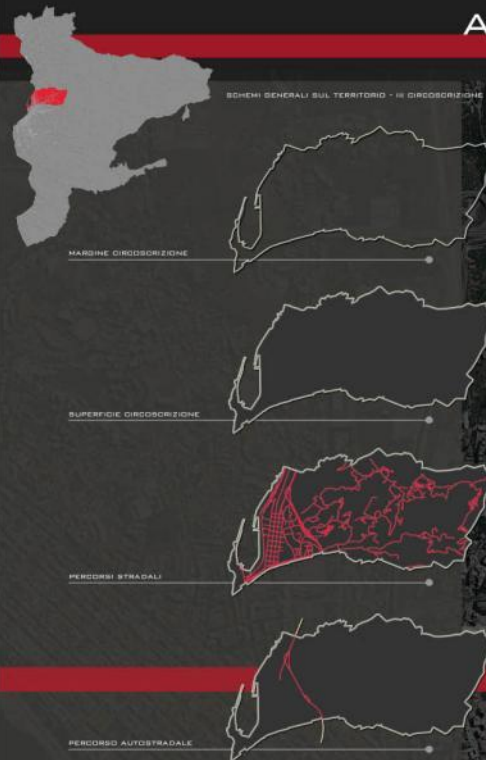 A
SCHEMI GENERALI SUL TERRITORIO - III CIRCOSCRIZIONE
MARGINE CIRCOSCRIZIONE
SUPERFICIE CIRCOSCRIZIONE
PERCORSI STRADALI
PERCORSO AUTOSTRADALE